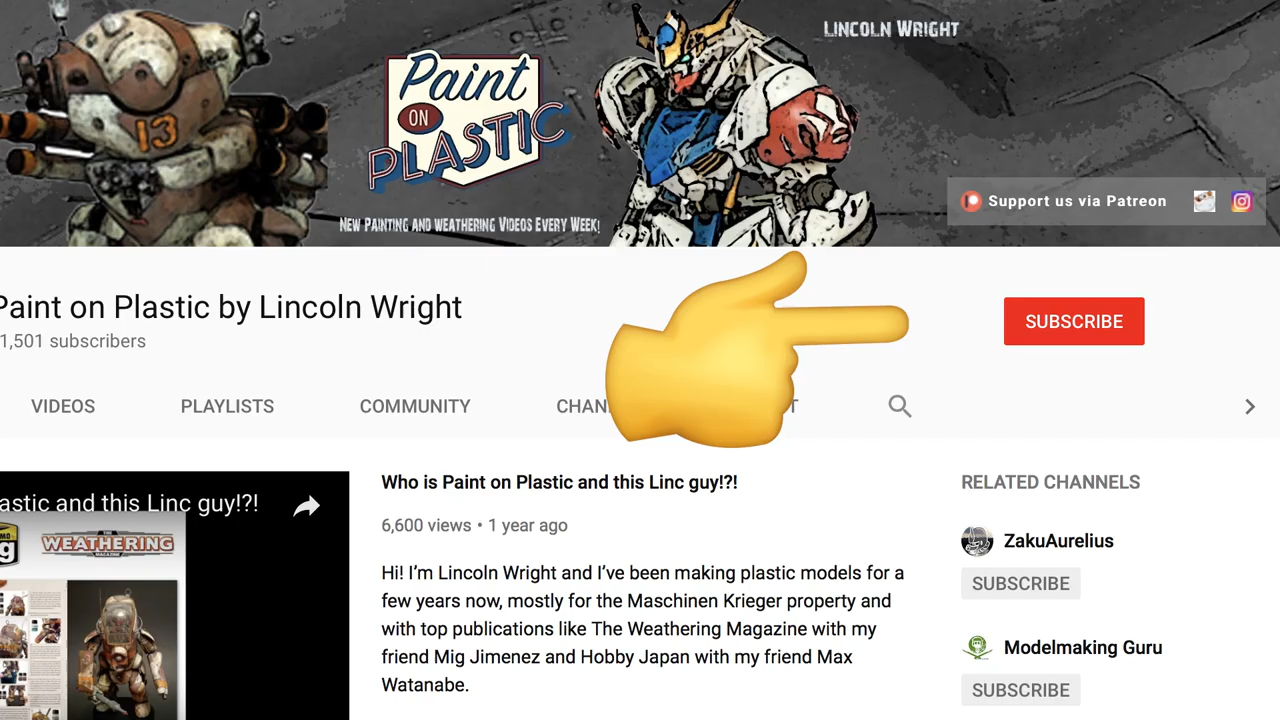 LINCOLN WRIGHT
Paint
ON
PLASTIC
13
Support us via Patreon
NEW PAINTING AND WEATHERING VIDEOS EVERY WEEK!
Paint on Plastic by Lincoln Wright
1,501 subscribers
SUBSCRIBE
VIDEOS PLAYLISTS COMMUNITY CHAN T
astic and this Linc guy!?!
THE
WEATHERING
MAGAZINE
Who is Paint on Plastic and this Linc guy!?!
6,600 views • 1 year ago
Hi! I’m Lincoln Wright and I’ve been making plastic models for a
few years now, mostly for the Maschinen Krieger property and
with top publications like The Weathering Magazine with my
friend Mig Jimenez and Hobby Japan with my friend Max
Watanabe.
RELATED CHANNELS
ZakuAurelius
SUBSCRIBE
Modelmaking Guru
SUBSCRIBE